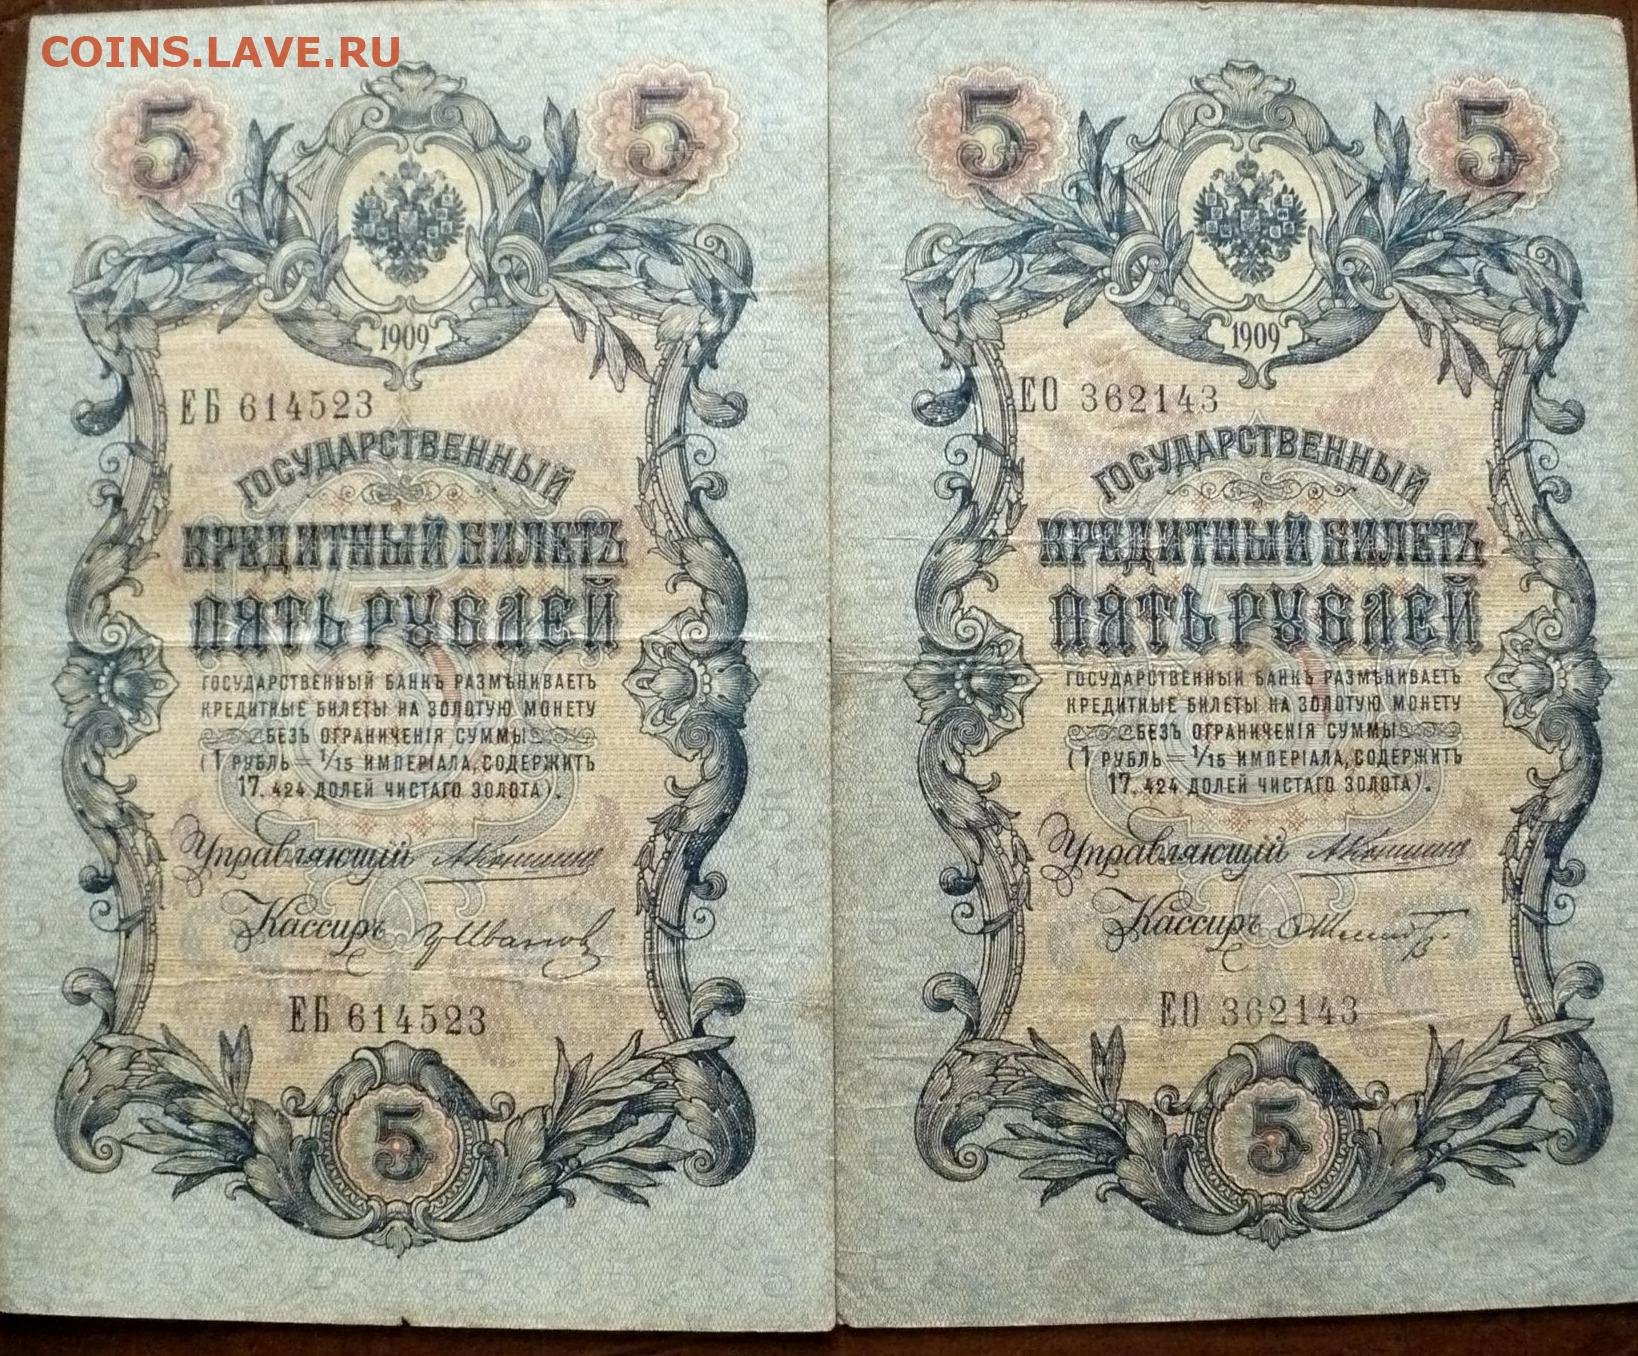 COINS.LAVE.RU
5 5
1909
ЕБ 614523
ГОСУДАРСТВЕННЫЙ
КРЕДИТНЫЙ БИЛЕТЪ
ПЯТЬ РУБЛЕЙ
ГОСУДАРСТВЕННЫЙ БАНКЪ РАЗМѢНИВАЕТЪ
КРЕДИТНЫЕ БИЛЕТЫ НА ЗОЛОТУЮ МОНЕТУ
БЕЗЪ ОГРАНИЧЕНІЯ СУММЫ
(1 РУБЛЬ = 1/15 ИМПЕРІАЛА, СОДЕРЖИТЪ
17,424 ДОЛЕЙ ЧИСТАГО ЗОЛОТА).
Управляющій АКоншинъ
Кассиръ ГрИванов
ЕБ 614523
5
5 5
1909
ЕО 362143
ГОСУДАРСТВЕННЫЙ
КРЕДИТНЫЙ БИЛЕТЪ
ПЯТЬ РУБЛЕЙ
ГОСУДАРСТВЕННЫЙ БАНКЪ РАЗМѢНИВАЕТЪ
КРЕДИТНЫЕ БИЛЕТЫ НА ЗОЛОТУЮ МОНЕТУ
БЕЗЪ ОГРАНИЧЕНІЯ СУММЫ
(1 РУБЛЬ = 1/15 ИМПЕРІАЛА, СОДЕРЖИТЪ
17,424 ДОЛЕЙ ЧИСТАГО ЗОЛОТА).
Управляющій АКоншинъ
Кассиръ
ЕО 362143
5